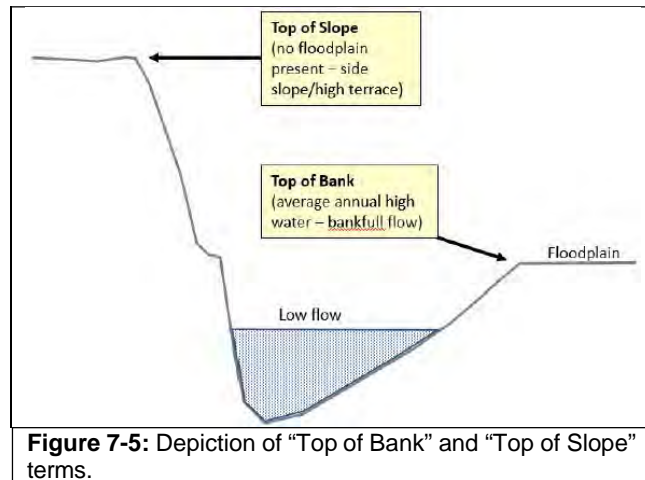 Top of Slope
(no floodplain
present – side
slope/high terrace)
Top of Bank
(average annual high
water – bankfull flow)
Floodplain
Low flow
Figure 7-5: Depiction of “Top of Bank” and “Top of Slope”
terms.